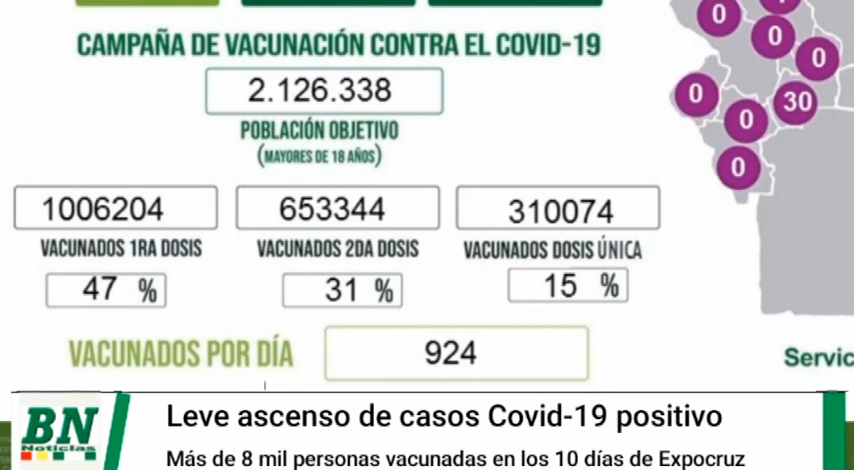 CAMPAÑA DE VACUNACIÓN CONTRA EL COVID-19
2.126.338
POBLACIÓN OBJETIVO
(MAYORES DE 18 AÑOS)
1006204 653344 310074
VACUNADOS 1RA DOSIS VACUNADOS 2DA DOSIS VACUNADOS DOSIS ÚNICA
47 % 31 % 15 %
VACUNADOS POR DÍA 924
0
0
0
0
30
0
0
Servic
BN
Noticias
Leve ascenso de casos Covid-19 positivo
Más de 8 mil personas vacunadas en los 10 días de Expocruz